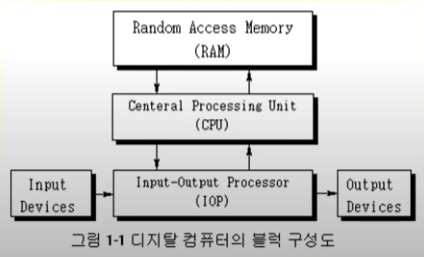 Random Access Memory
(RAM)
Centeral Processing Unit
(CPU)
Input
Devices
Input-Output Processor
(IOP)
Output
Devices
그림 1-1 디지탈 컴퓨터의 블럭 구성도